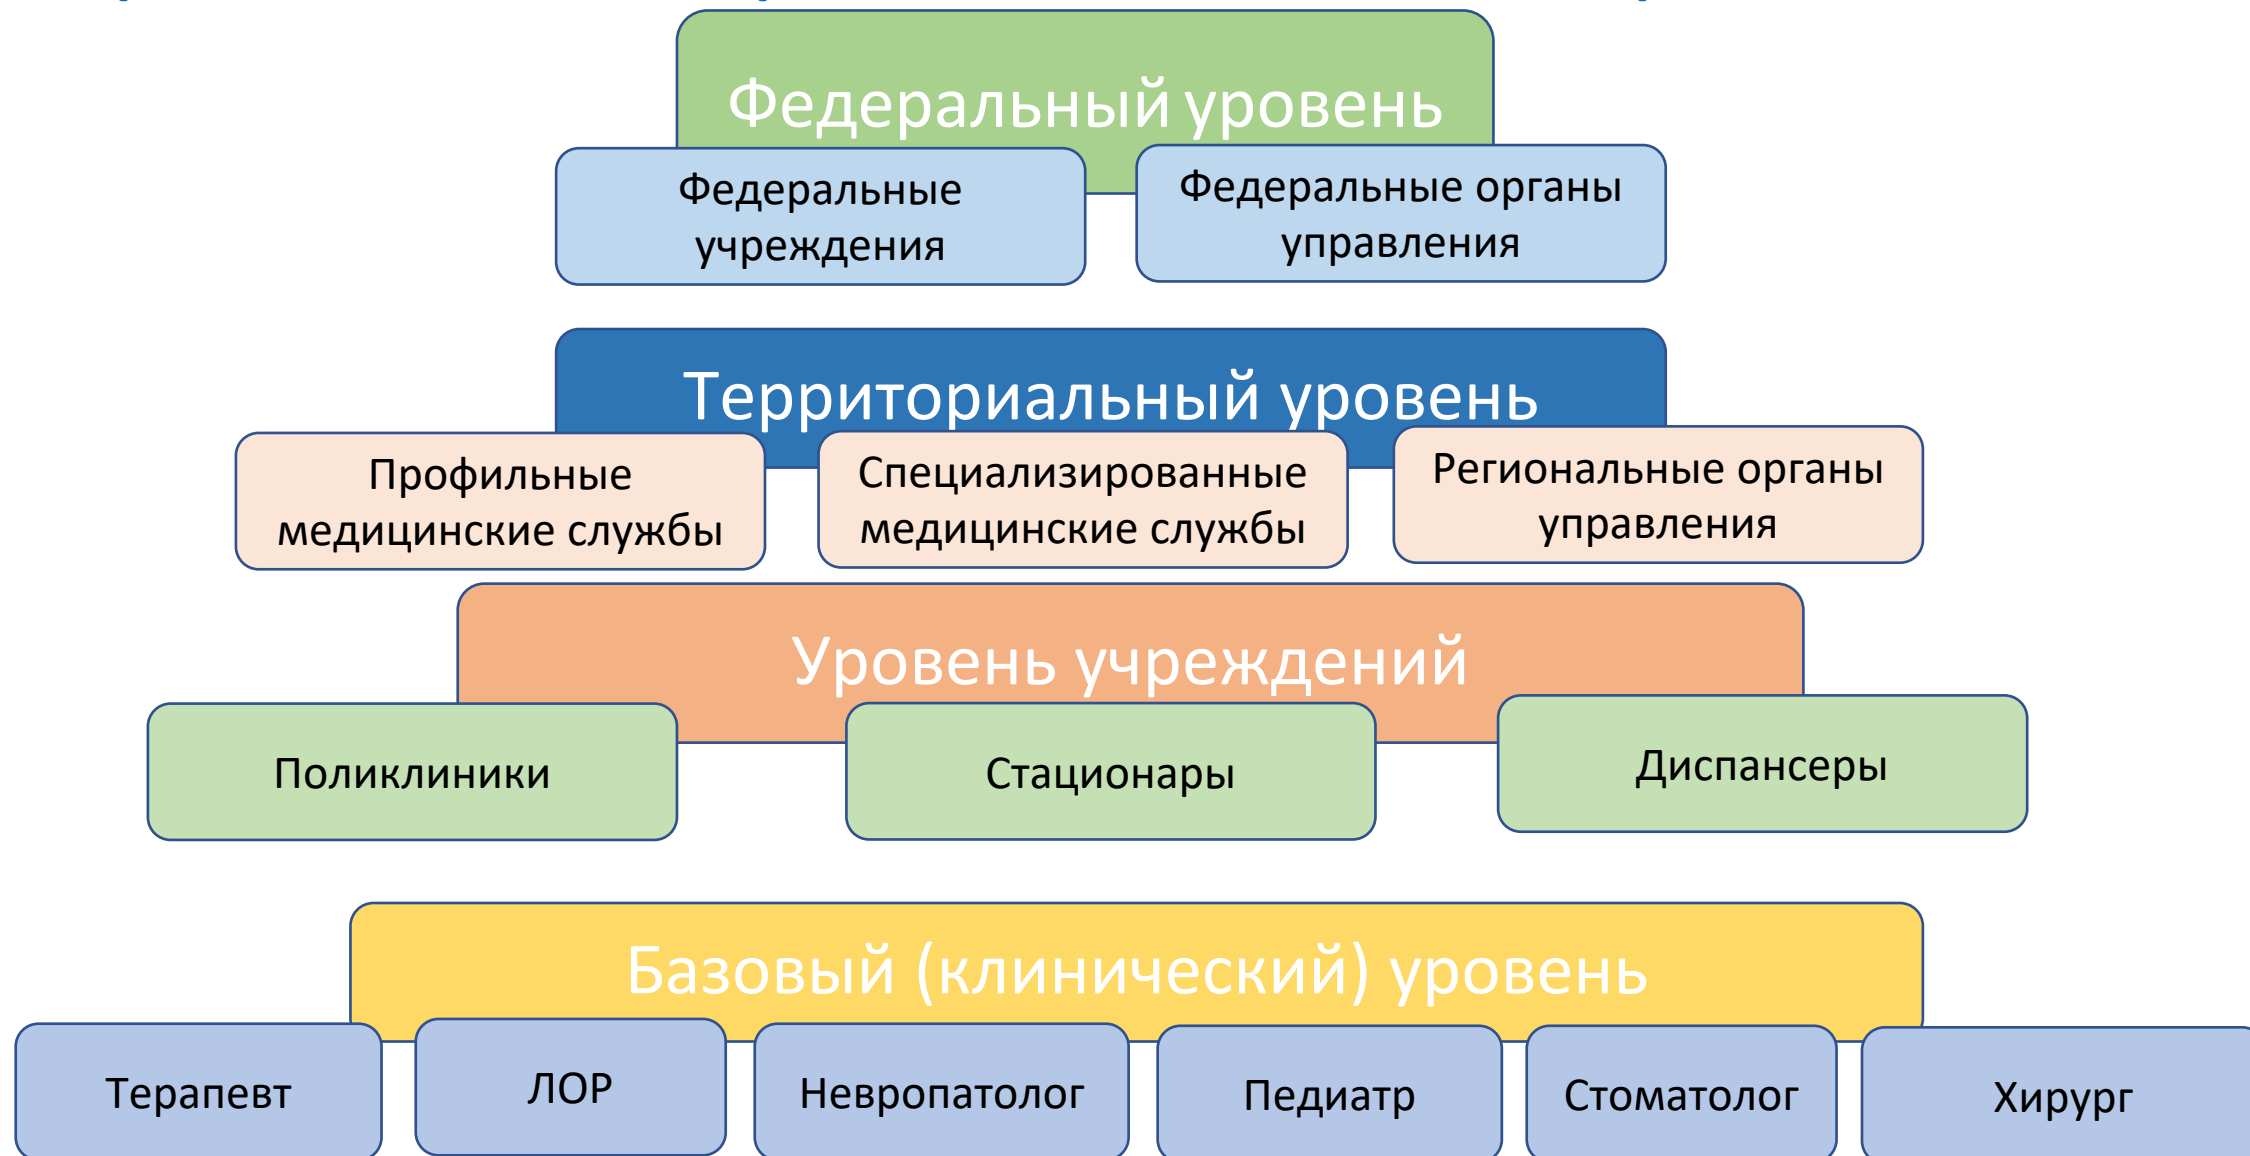 Федеральный уровень
Федеральные
учреждения
Федеральные органы
управления
Территориальный уровень
Профильные
медицинские службы
Специализированные
медицинские службы
Региональные органы
управления
Уровень учреждений
Поликлиники
Стационары
Диспансеры
Базовый (клинический) уровень
Терапевт
ЛОР
Невропатолог
Педиатр
Стоматолог
Хирург